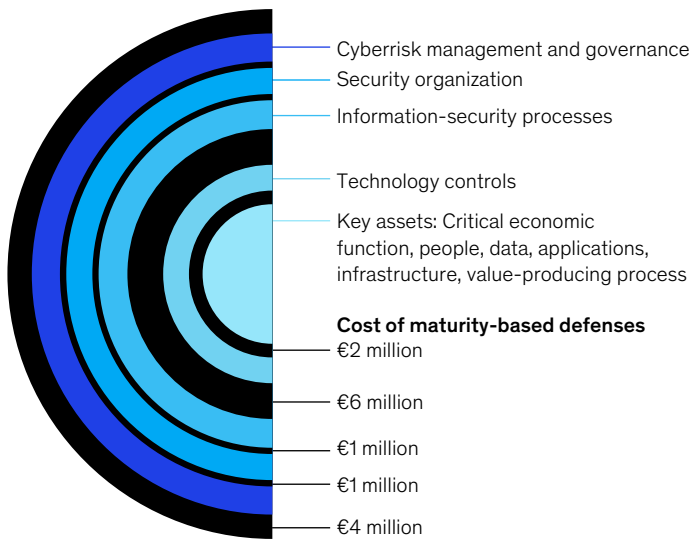 Cyberrisk management and governance
Security organization
Information-security processes
Technology controls
Key assets: Critical economic
function, people, data, applications,
infrastructure, value-producing process
Cost of maturity-based defenses
€2 million
€6 million
€1 million
€1 million
€4 million